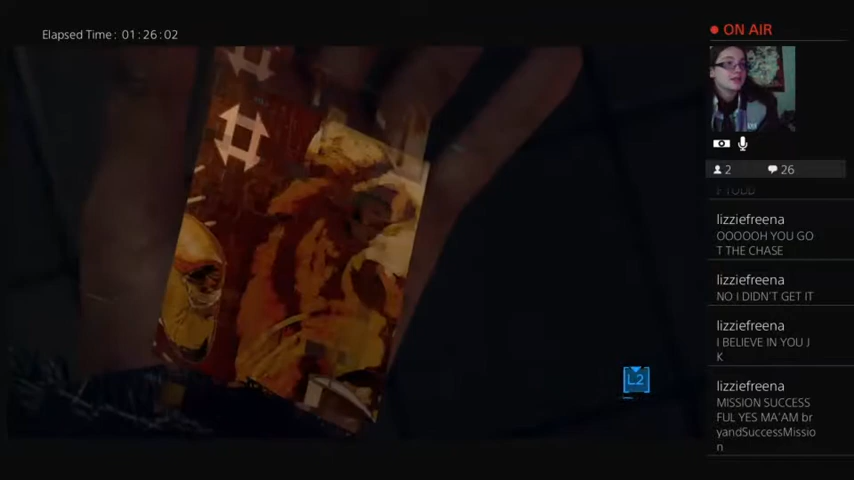 Elapsed Time : 01:26:02
ON AIR
2
26
lizziefreena
OOOOOH YOU GO
T THE CHASE
lizziefreena
NO I DIDN'T GET IT
lizziefreena
I BELIEVE IN YOU J
K
lizziefreena
MISSION SUCCESS
FUL YES MA'AM br
yandSuccessMissio
n
L2